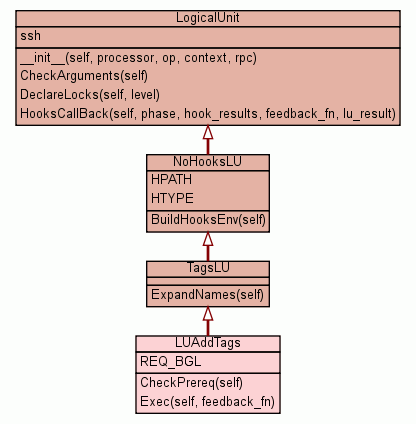 LogicalUnit
ssh
__init__(self, processor, op, context, rpc)
CheckArguments(self)
DeclareLocks(self, level)
HooksCallBack(self, phase, hook_results, feedback_fn, lu_result)
NoHooksLU
HPATH
HTYPE
BuildHooksEnv(self)
TagsLU
ExpandNames(self)
LUAddTags
REQ_BGL
CheckPrereq(self)
Exec(self, feedback_fn)